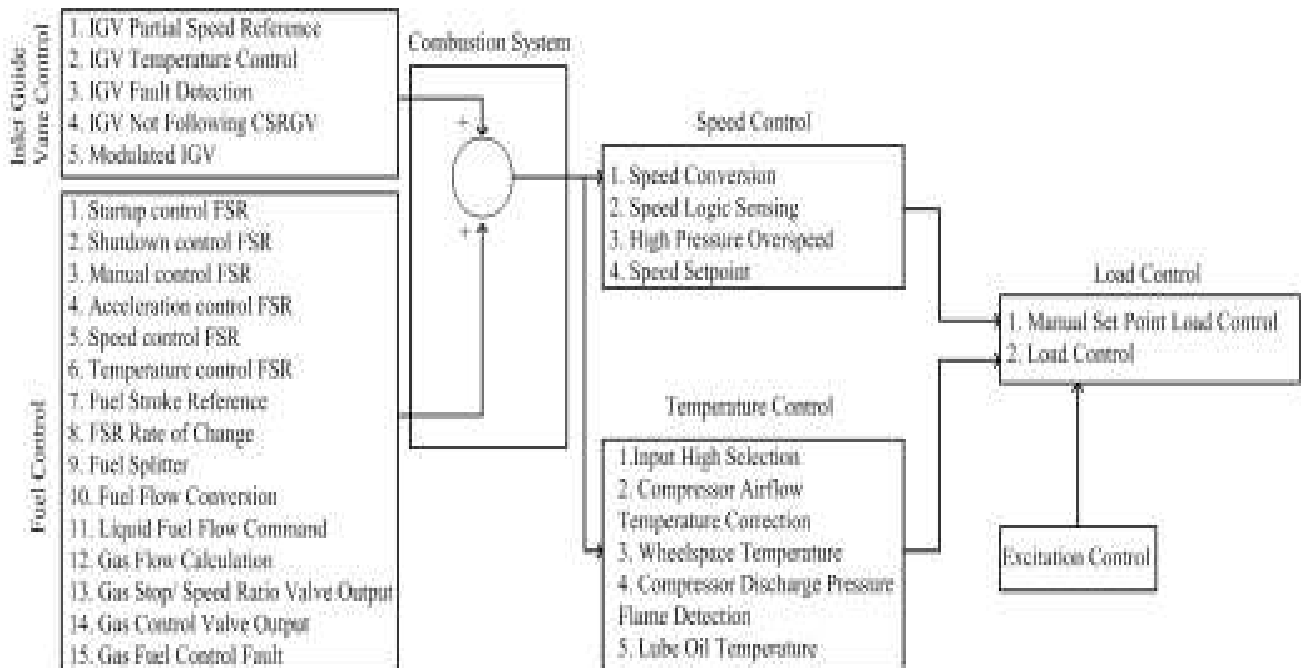 Inlet Guide
Vane Control
1. IGV Partial Speed Reference
2. IGV Temperature Control
3. IGV Fault Detection
4. IGV Not Following CSRGV
5. Modulated IGV
Fuel Control
1. Startup control FSR
2. Shutdown control FSR
3. Manual control FSR
4. Acceleration control FSR
5. Speed control FSR
6. Temperature control FSR
7. Fuel Stroke Reference
8. FSR Rate of Change
9. Fuel Splitter
10. Fuel Flow Conversion
11. Liquid Fuel Flow Command
12. Gas Flow Calculation
13. Gas Stop/ Speed Ratio Valve Output
14. Gas Control Valve Output
15. Gas Fuel Control Fault
Combustion System
+
+
Speed Control
1. Speed Conversion
2. Speed Logic Sensing
3. High Pressure Overspeed
4. Speed Setpoint
Temperature Control
1.Input High Selection
2. Compressor Airflow
Temperature Correction
3. Wheelspace Temperature
4. Compressor Discharge Pressure
Flame Detection
5. Lube Oil Temperature
Load Control
1. Manual Set Point Load Control
2. Load Control
Excitation Control